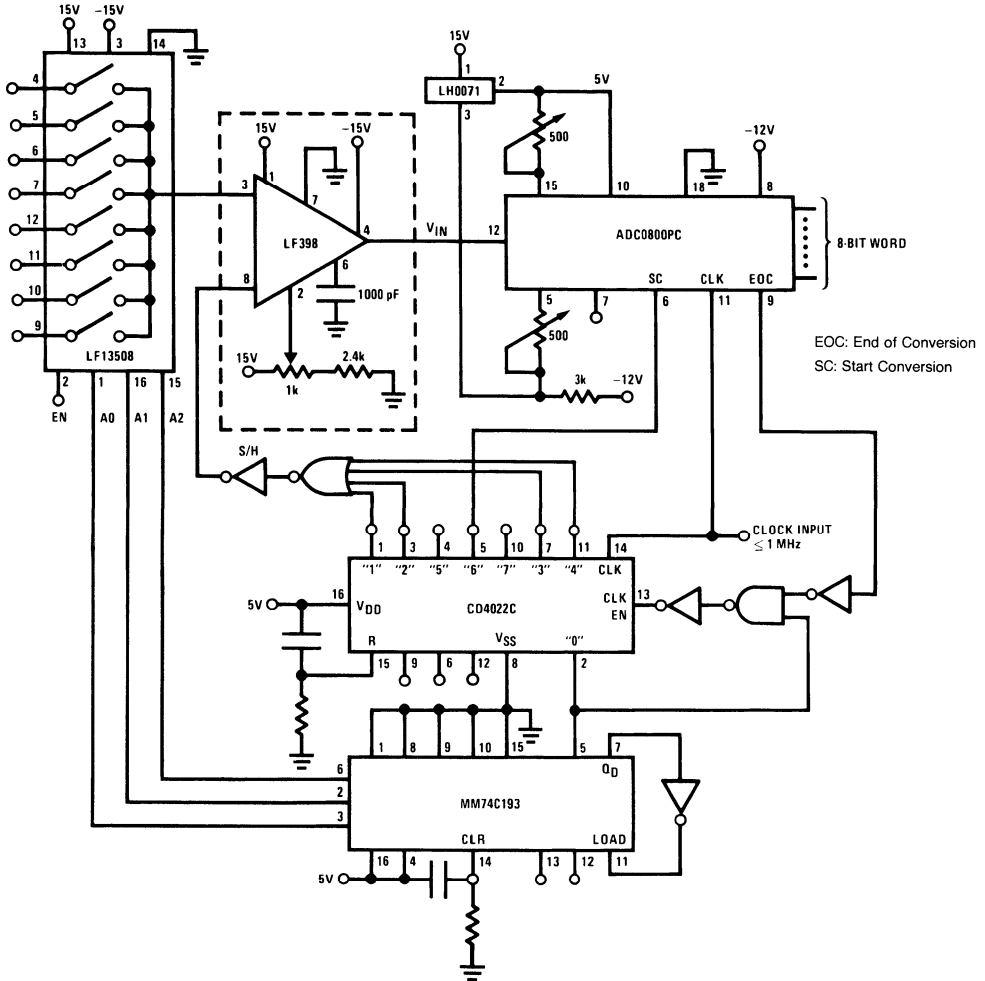 15V -15V
13 3 14
4
5
6
7
12
11
10
9
LF13508
2 1 16 15
EN A0 A1 A2
15V -15V
3 1 7
LF398
4
8 2 6
1000 pF
15V 2.4k
1k
15V
1
LH0071 2 5V
3
500
-12V
15 10 18 8
VIN 12
ADC0800PC
8-BIT WORD
SC CLK EOC
5 7 6 11 9
500
3k -12V
EOC: End of Conversion
SC: Start Conversion
S/H
CLOCK INPUT
≤ 1 MHz
1 3 4 5 10 7 11 14
"1" "2" "5" "6" "7" "3" "4" CLK
5V 16 VDD
CD4022C
CLK 13
EN
R VSS "0"
15 9 6 12 8 2
1 8 9 10 15 5 7
QD
6
2
3
MM74C193
CLR LOAD
16 4 14 13 12 11
5V